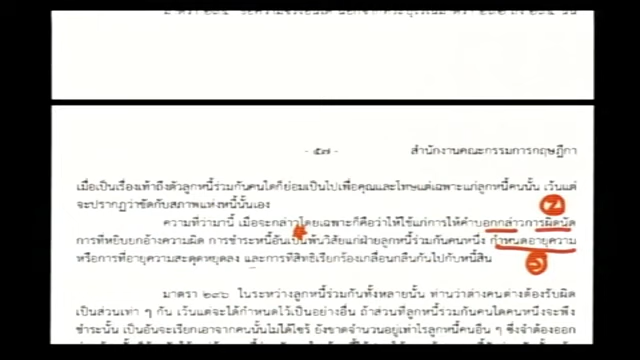 - ๕๗ - สำนักงานคณะกรรมการกฤษฎีกา
เมื่อเป็นเรื่องเท้าถึงตัวลูกหนี้ร่วมกันคนใดก็ย่อมเป็นไปเพื่อคุณและโทษแต่เฉพาะแก่ลูกหนี้คนนั้น เว้นแต่
จะปรากฏว่าขัดกับสภาพแห่งหนี้นั้นเอง
ความที่ว่ามานี้ เมื่อจะกล่าวโดยเฉพาะก็คือว่าให้ใช้แก่การให้คำบอกกล่าวการผิดนัด
การที่หยิบยกอ้างความผิด การชำระหนี้อันเป็นพ้นวิสัยแก่ฝ่ายลูกหนี้ร่วมกันคนหนึ่ง กำหนดอายุความ
หรือการที่อายุความสะดุดหยุดลง และการที่สิทธิเรียกร้องเกลื่อนกลืนกันไปกับหนี้สิน
มาตรา ๒๙๖ ในระหว่างลูกหนี้ร่วมกันทั้งหลายนั้น ท่านว่าต่างคนต่างต้องรับผิด
เป็นส่วนเท่า ๆ กัน เว้นแต่จะได้กำหนดไว้เป็นอย่างอื่น ถ้าส่วนที่ลูกหนี้ร่วมกันคนใดคนหนึ่งจะพึง
ชำระนั้น เป็นอันจะเรียกเอาจากคนนั้นไม่ได้ไซร้ ยังขาดจำนวนอยู่เท่าไรลูกหนี้คนอื่น ๆ ซึ่งจำต้องออก